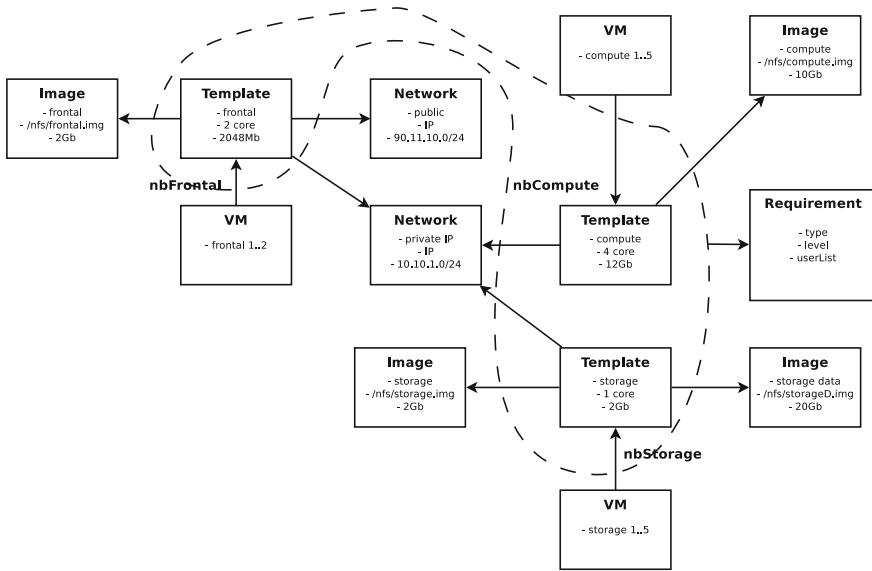 VM
- compute 1..5
Image
- compute
- /nfs/compute.img
- 10Gb
Image
- frontal
- /nfs/frontal.img
- 2Gb
Template
- frontal
- 2 core
- 2048Mb
Network
- public
- IP
- 90.11.10.0/24
nbFrontal
nbCompute
VM
- frontal 1..2
Network
- private IP
- IP
- 10.10.1.0/24
Template
- compute
- 4 core
- 12Gb
Requirement
- type
- level
- userList
Image
- storage
- /nfs/storage.img
- 2Gb
Template
- storage
- 1 core
- 2Gb
Image
- storage data
- /nfs/storageD.img
- 20Gb
nbStorage
VM
- storage 1..5